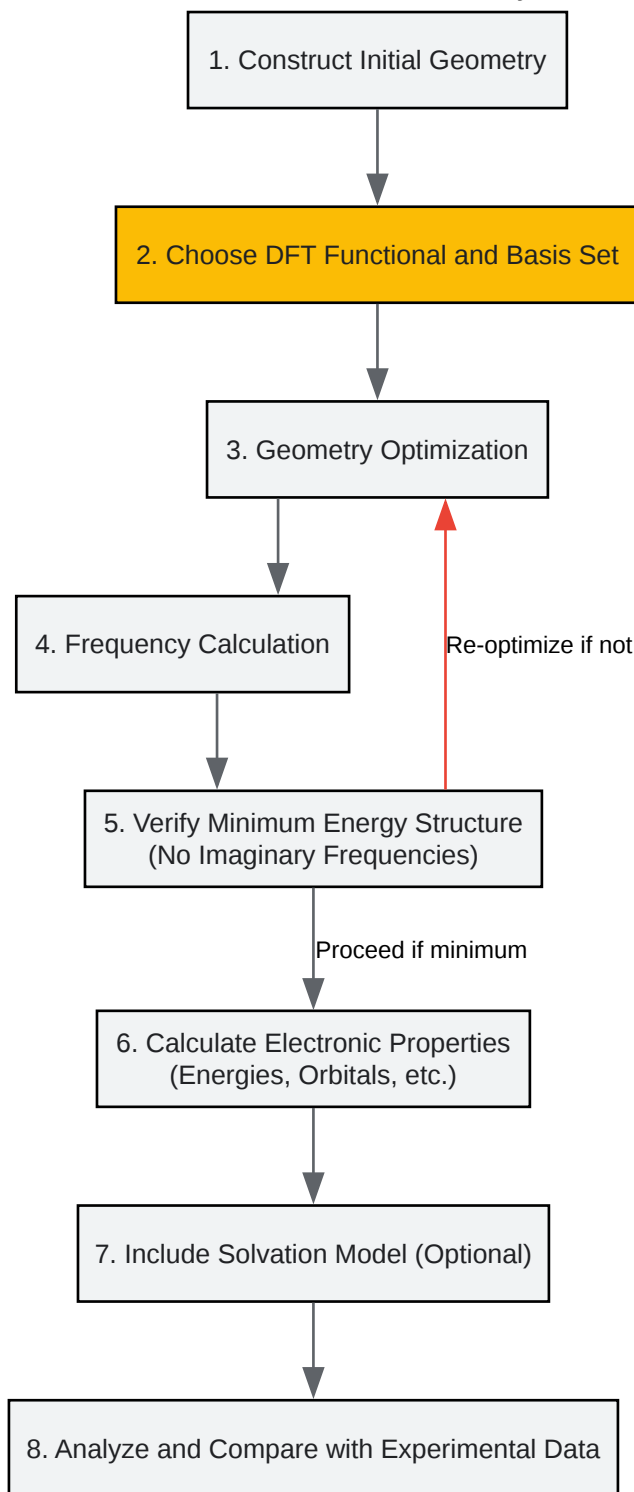 1. Construct Initial Geometry
2. Choose DFT Functional and Basis Set
3. Geometry Optimization
4. Frequency Calculation
Re-optimize if not
5. Verify Minimum Energy Structure
(No Imaginary Frequencies)
Proceed if minimum
6. Calculate Electronic Properties
(Energies, Orbitals, etc.)
7. Include Solvation Model (Optional)
8. Analyze and Compare with Experimental Data